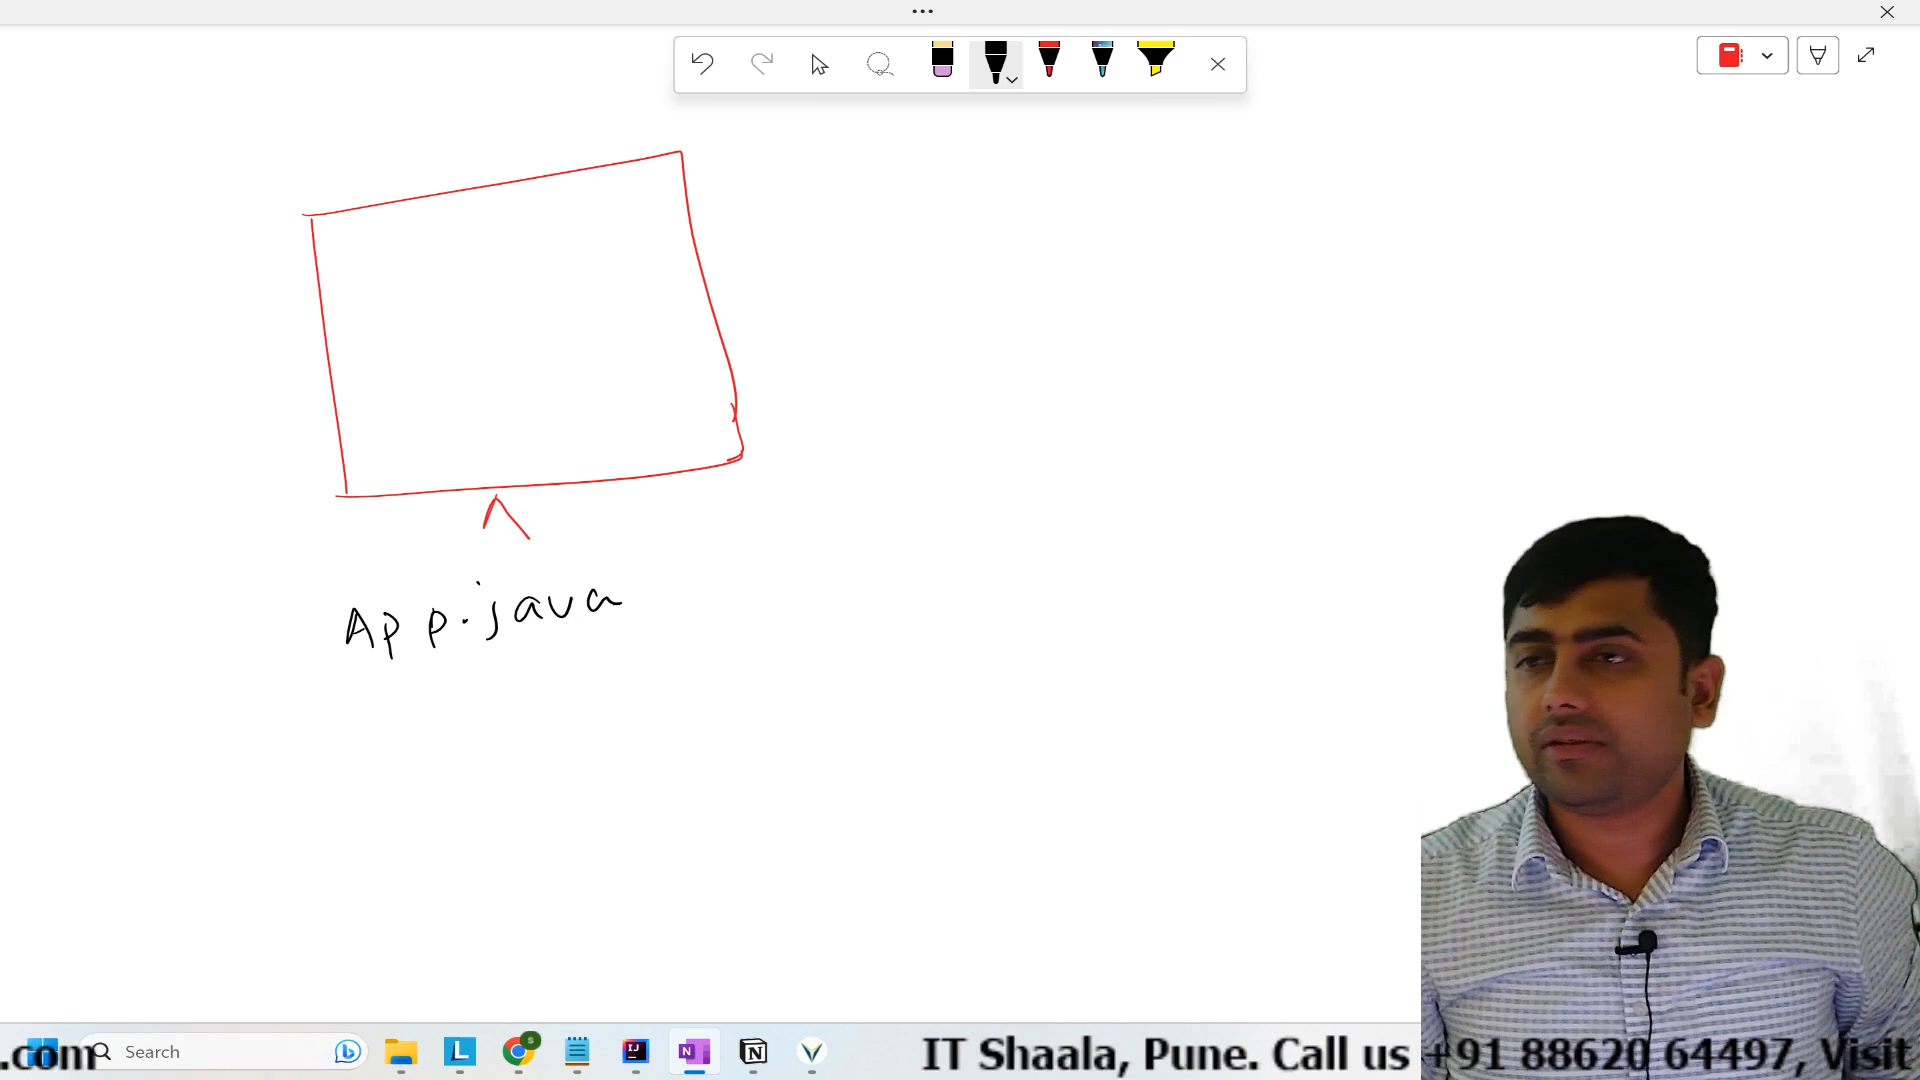 App.java
Search
.com
IT Shaala, Pune. Call us +91 88620 64497, Visit